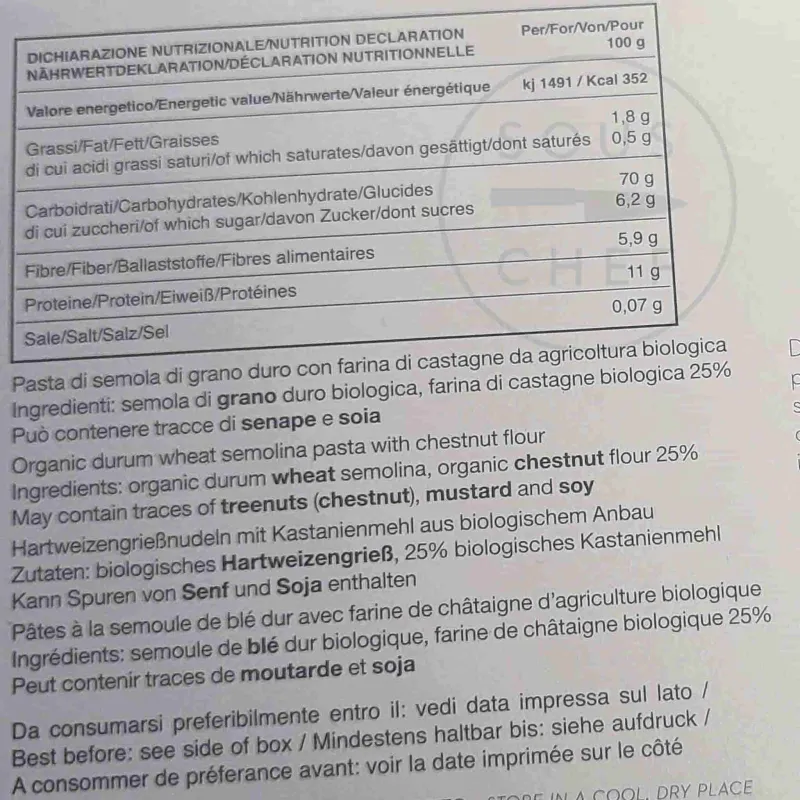 DICHIARAZIONE NUTRIZIONALE/NUTRITION DECLARATION
NÄHRWERTDEKLARATION/DÉCLARATION NUTRITIONNELLE
Per/For/Von/Pour
100 g
Valore energetico/Energetic value/Nährwerte/Valeur énergétique kj 1491 / Kcal 352
Grassi/Fat/Fett/Graisses 1,8 g
di cui acidi grassi saturi/of which saturates/davon gesättigt/dont saturés 0,5 g
Carboidrati/Carbohydrates/Kohlenhydrate/Glucides 70 g
di cui zuccheri/of which sugar/davon Zucker/dont sucres 6,2 g
Fibre/Fiber/Ballaststoffe/Fibres alimentaires 5,9 g
Proteine/Protein/Eiweiß/Protéines 11 g
Sale/Salt/Salz/Sel 0,07 g
SOUS
CHEF
Pasta di semola di grano duro con farina di castagne da agricoltura biologica
Ingredienti: semola di grano duro biologica, farina di castagne biologica 25%
Può contenere tracce di senape e soia
Organic durum wheat semolina pasta with chestnut flour
Ingredients: organic durum wheat semolina, organic chestnut flour 25%
May contain traces of treenuts (chestnut), mustard and soy
Hartweizengrießnudeln mit Kastanienmehl aus biologischem Anbau
Zutaten: biologisches Hartweizengrieß, 25% biologisches Kastanienmehl
Kann Spuren von Senf und Soja enthalten
Pâtes à la semoule de blé dur avec farine de châtaigne d'agriculture biologique
Ingrédients: semoule de blé dur biologique, farine de châtaigne biologique 25%
Peut contenir traces de moutarde et soja
Da consumarsi preferibilmente entro il: vedi data impressa sul lato /
Best before: see side of box / Mindestens haltbar bis: siehe aufdruck /
A consommer de préferance avant: voir la date imprimée sur le côté
STORE IN A COOL, DRY PLACE